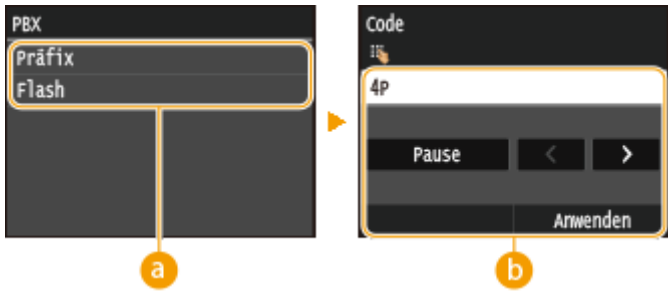 PBX
Präfix
Flash
a
Code
4P
Pause < >
Anwenden
b